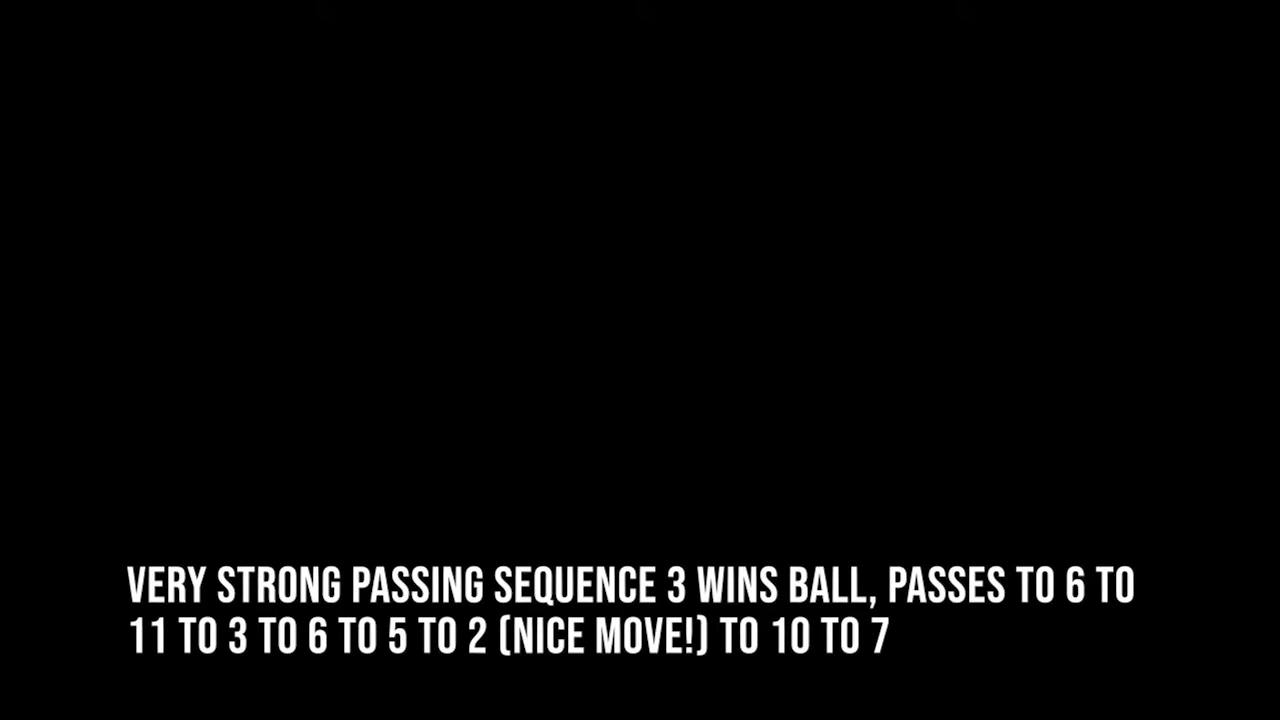 VERY STRONG PASSING SEQUENCE 3 WINS BALL, PASSES TO 6 TO
11 TO 3 TO 6 TO 5 TO 2 (NICE MOVE!) TO 10 TO 7